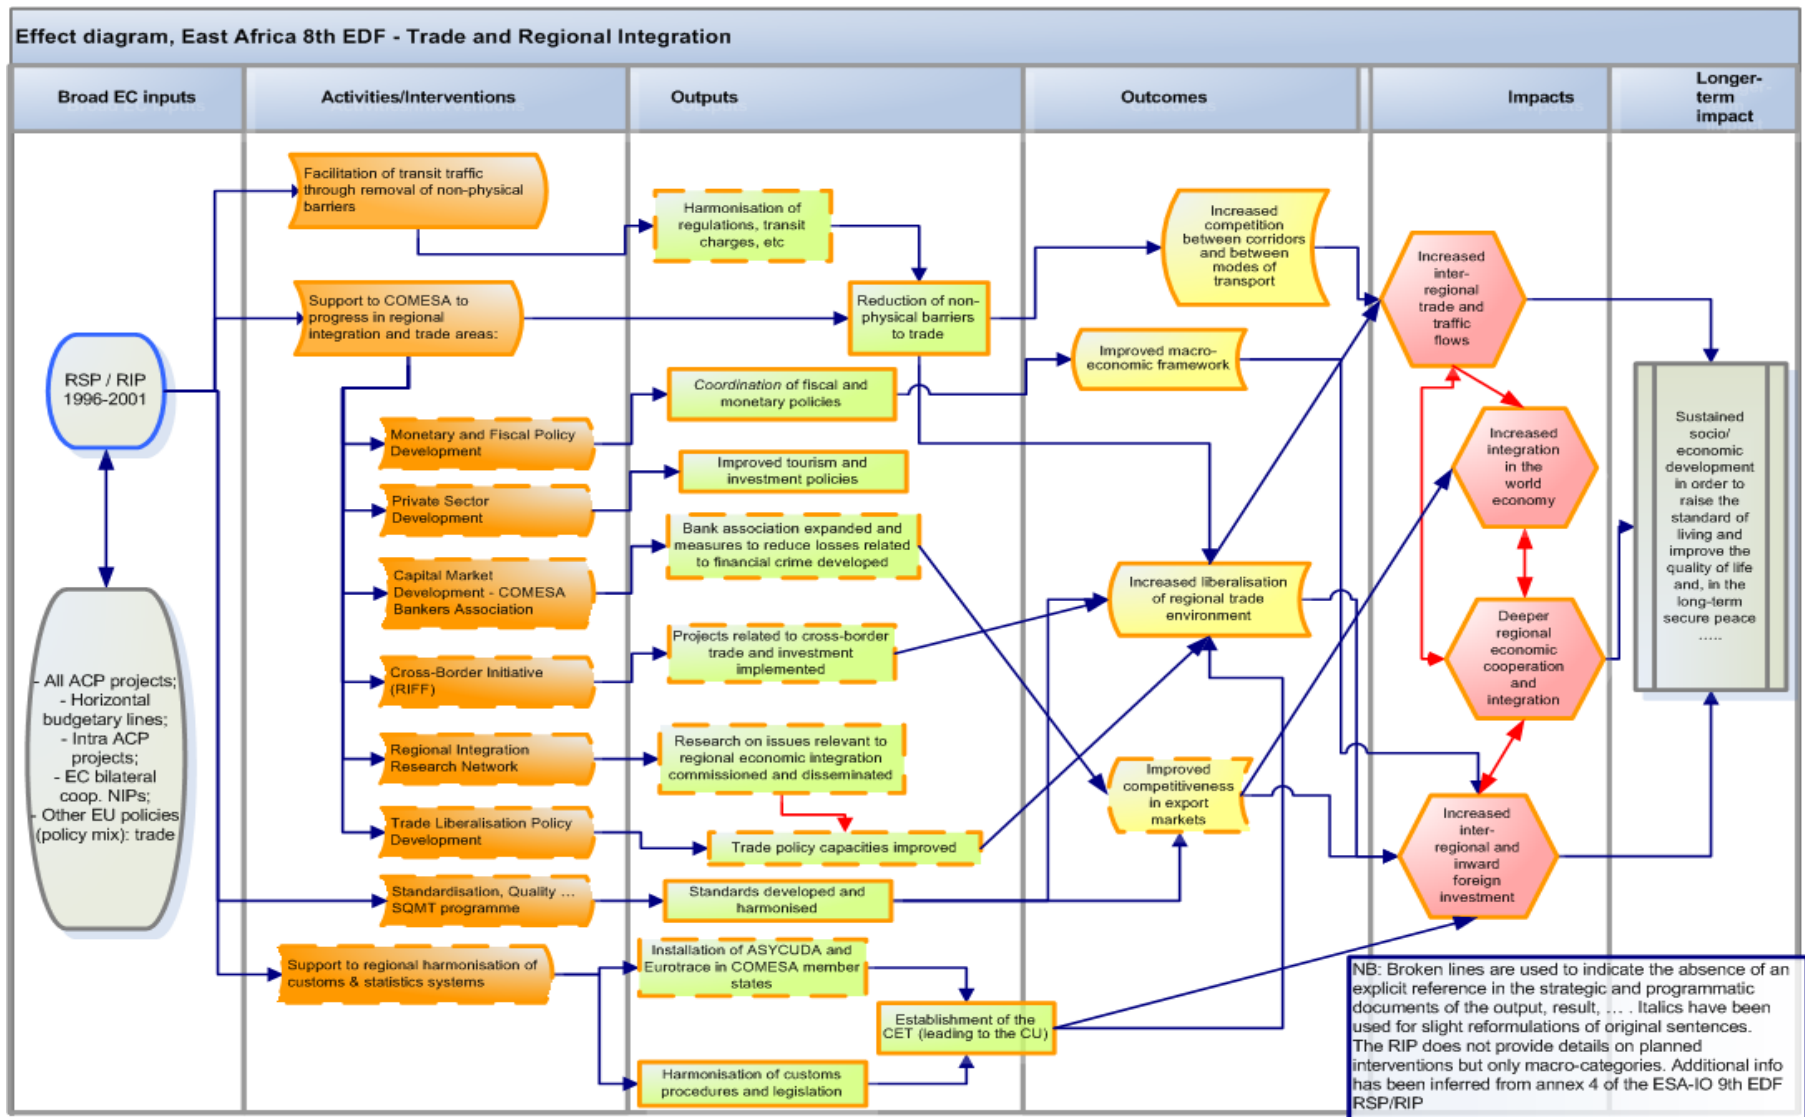 Effect diagram, East Africa 8th EDF - Trade and Regional Integration
Broad EC inputs
Activities/Interventions
Outputs
Outcomes
Impacts
Longer-
term
impact
RSP / RIP
1996-2001
- All ACP projects;
- Horizontal
budgetary lines;
- Intra ACP
projects;
- EC bilateral
coop. NIPs;
- Other EU policies
(policy mix): trade
Facilitation of transit traffic
through removal of non-physical
barriers
Support to COMESA to
progress in regional
integration and trade areas:
Monetary and Fiscal Policy
Development
Private Sector
Development
Capital Market
Development - COMESA
Bankers Association
Cross-Border Initiative
(RIFF)
Regional Integration
Research Network
Trade Liberalisation Policy
Development
Standardisation, Quality ...
SQMT programme
Support to regional harmonisation of
customs & statistics systems
Harmonisation of
regulations, transit
charges, etc
Reduction of non-
physical barriers
to trade
Coordination of fiscal and
monetary policies
Improved tourism and
investment policies
Bank association expanded and
measures to reduce losses related
to financial crime developed
Projects related to cross-border
trade and investment
implemented
Research on issues relevant to
regional economic integration
commissioned and disseminated
Trade policy capacities improved
Standards developed and
harmonised
Installation of ASYCUDA and
Eurotrace in COMESA member
states
Establishment of the
CET (leading to the CU)
Harmonisation of customs
procedures and legislation
Increased
competition
between corridors
and between
modes of
transport
Improved macro-
economic framework
Increased liberalisation
of regional trade
environment
Improved
competitiveness
in export
markets
Increased
inter-
regional
trade and
traffic
flows
Increased
integration
in the
world
economy
Deeper
regional
economic
cooperation
and
integration
Increased
inter-
regional and
inward
foreign
investment
Sustained
socio/
economic
development
in order to
raise the
standard of
living and
improve the
quality of life
and, in the
long-term
secure peace
.....
NB: Broken lines are used to indicate the absence of an
explicit reference in the strategic and programmatic
documents of the output, result, ... . Italics have been
used for slight reformulations of original sentences.
The RIP does not provide details on planned
interventions but only macro-categories. Additional info
has been inferred from annex 4 of the ESA-IO 9th EDF
RSP/RIP